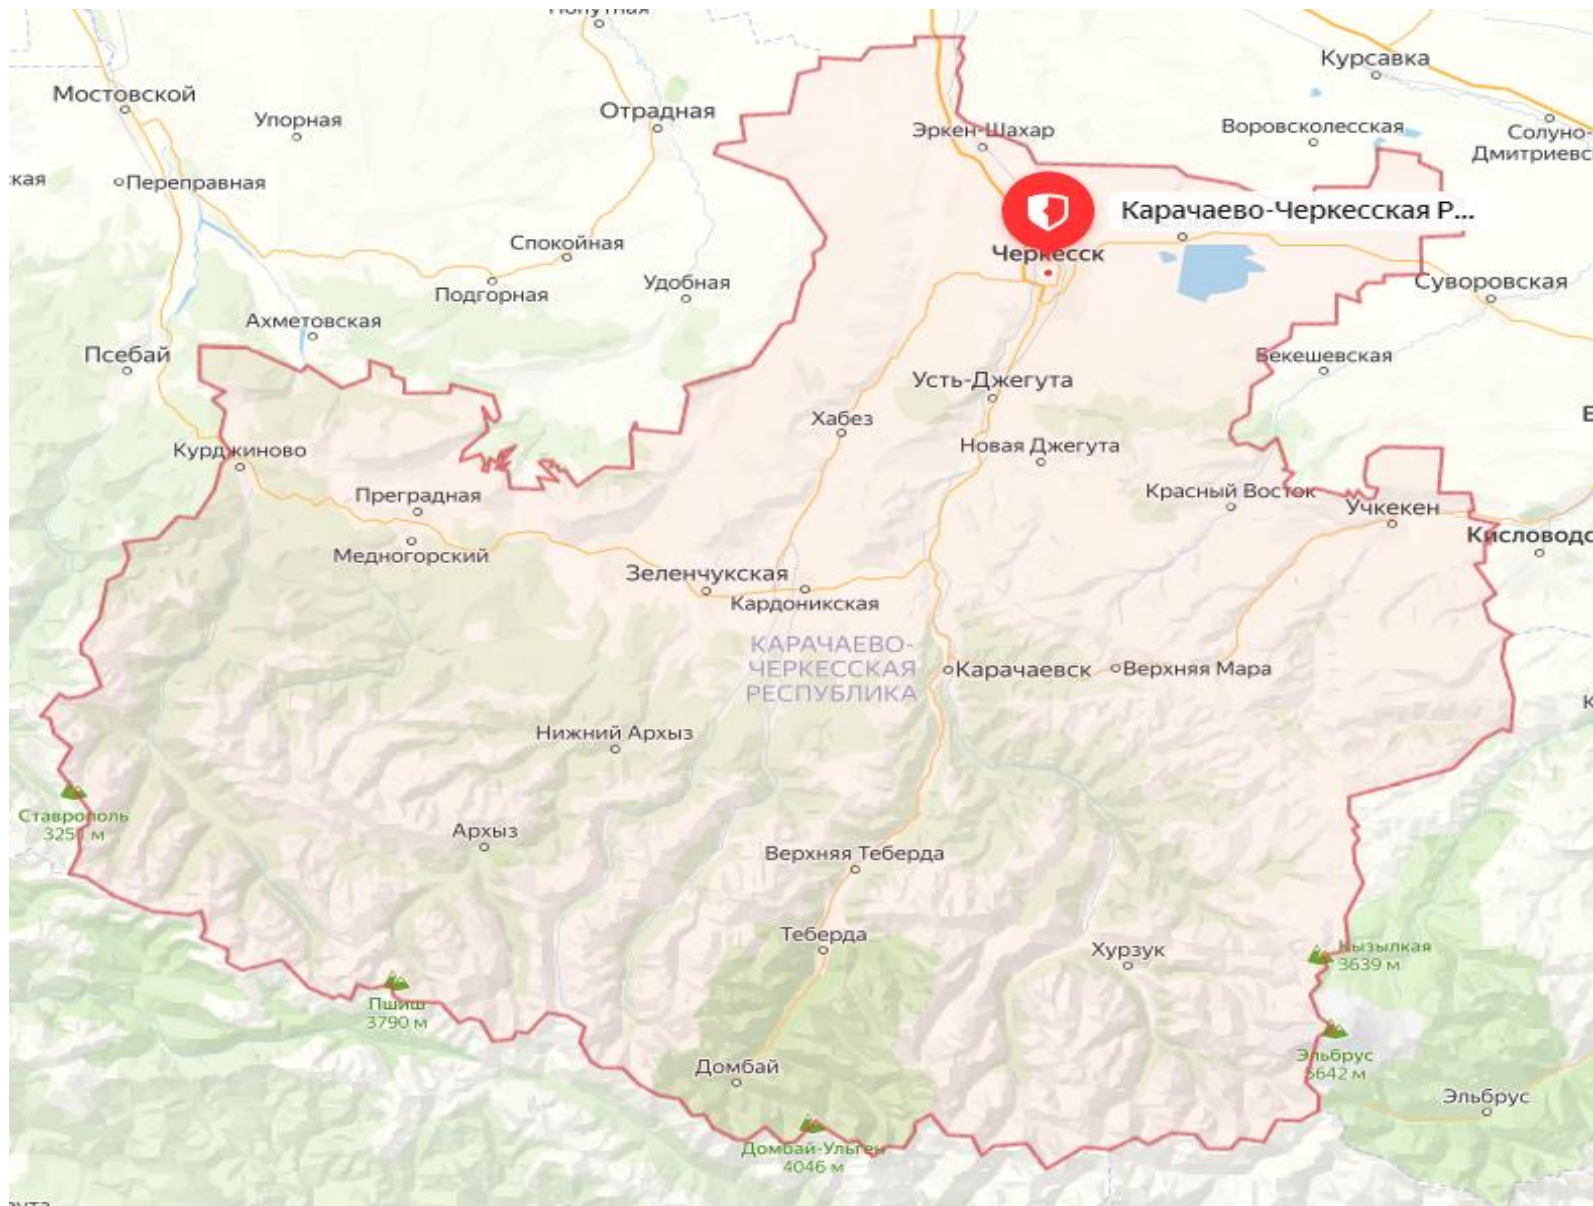 Курсавка
Мостовской
Отрадная
Упорная
Эркен-Шахар
Воровсколесская
Солуно-
Дмитриевс
кая
Переправная
Карачаево-Черкесская Р...
Спокойная
Черкесск
Удобная
Подгорная
Суворовская
Ахметовская
Псебай
Бекешевская
Усть-Джегута
Хабез
Новая Джегута
Курджиново
Преградная
Красный Восток
Учкекен
Кисловодс
Медногорский
Зеленчукская
Кардоникская
КАРАЧАЕВО-
ЧЕРКЕССКАЯ
РЕСПУБЛИКА
Карачаевск
Верхняя Мара
Нижний Архыз
Ставрополь
Архыз
Верхняя Теберда
Теберда
Хурзук
Кызылкая
3639 м
Пшиш
3790 м
Эльбрус
5642 м
Домбай
Эльбрус
Домбай-Ульген
4046 м